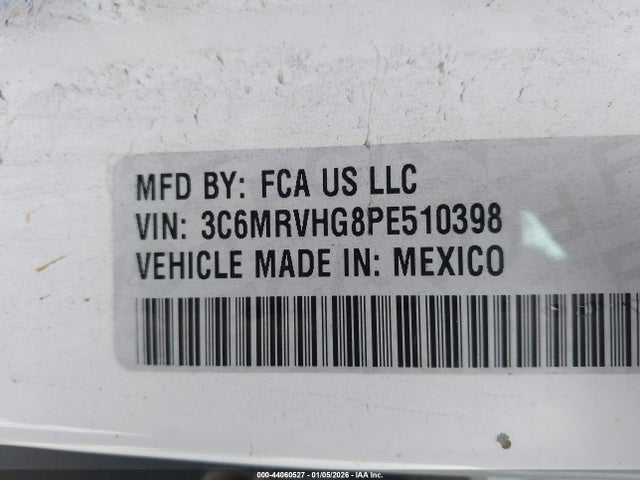 MFD BY: FCA US LLC
VIN: 3C6MRVHG8PE510398
VEHICLE MADE IN: MEXICO
000-44060527 - 01/05/2026 - IAA Inc.